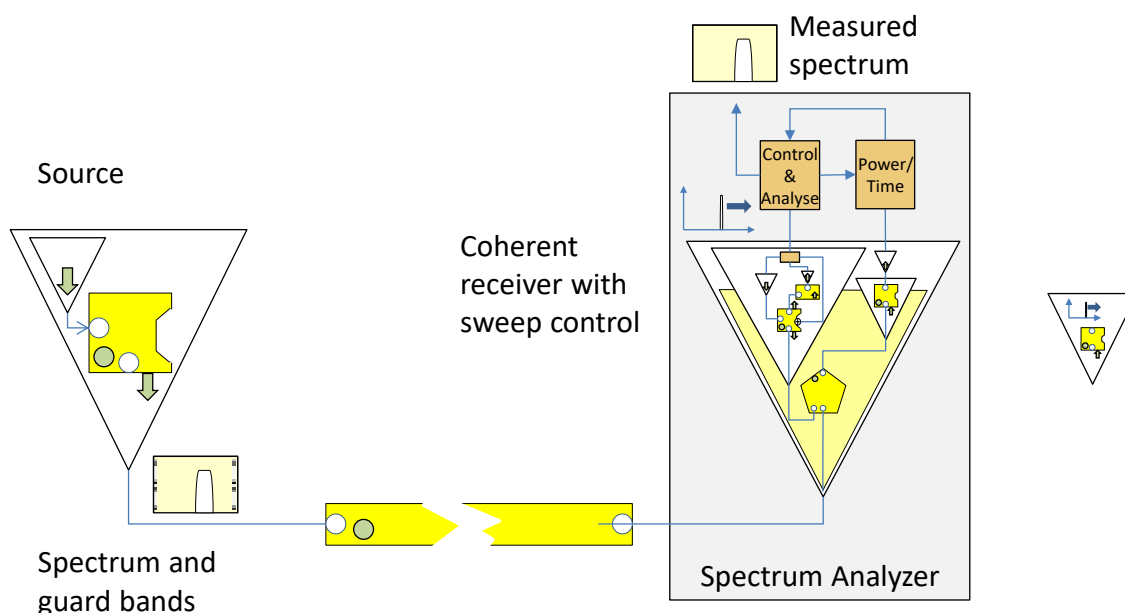 Measured
spectrum
Control
&
Analyse
Power/
Time
Source
Coherent
receiver with
sweep control
Spectrum and
guard bands
Spectrum Analyzer